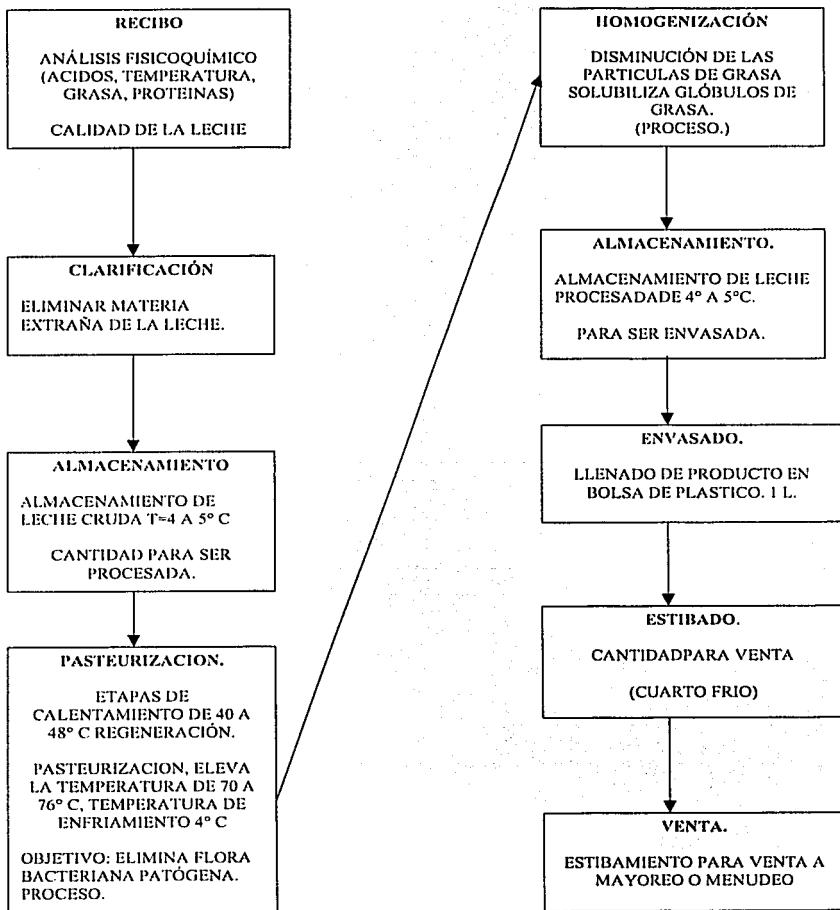 RECIBO
ANÁLISIS FISICOQUÍMICO
(ACIDOS, TEMPERATURA,
GRASA, PROTEINAS)
CALIDAD DE LA LECHE
CLARIFICACIÓN
ELIMINAR MATERIA
EXTRAÑA DE LA LECHE.
ALMACENAMIENTO
ALMACENAMIENTO DE
LECHE CRUDA T=4 A 5° C
CANTIDAD PARA SER
PROCESADA.
PASTEURIZACION.
ETAPAS DE
CALENTAMIENTO DE 40 A
48° C REGENERACIÓN.
PASTEURIZACION, ELEVA
LA TEMPERATURA DE 70 A
76° C, TEMPERATURA DE
ENFRIAMIENTO 4° C
OBJETIVO: ELIMINA FLORA
BACTERIANA PATÓGENA.
PROCESO.
HOMOGENIZACIÓN
DISMINUCIÓN DE LAS
PARTICULAS DE GRASA
SOLUBILIZA GLÓBULOS DE
GRASA.
(PROCESO.)
ALMACENAMIENTO.
ALMACENAMIENTO DE LECHE
PROCESADADE 4° A 5°C.
PARA SER ENVASADA.
ENVASADO.
LLENADO DE PRODUCTO EN
BOLSA DE PLASTICO. 1 L.
ESTIBADO.
CANTIDADPARA VENTA
(CUARTO FRIO)
VENTA.
ESTIBAMIENTO PARA VENTA A
MAYOREO O MENUDEO